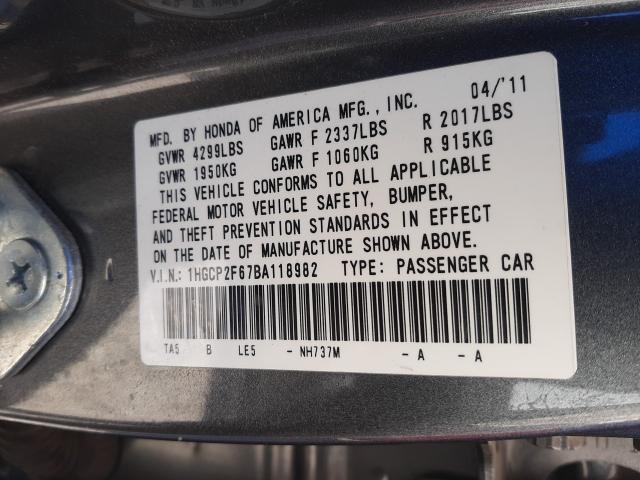 MFD. BY HONDA OF AMERICA MFG., INC. 04/'11
GVWR 4299LBS GAWR F 2337LBS R 2017LBS
GVWR 1950KG GAWR F 1060KG R 915KG
THIS VEHICLE CONFORMS TO ALL APPLICABLE
FEDERAL MOTOR VEHICLE SAFETY, BUMPER,
AND THEFT PREVENTION STANDARDS IN EFFECT
ON THE DATE OF MANUFACTURE SHOWN ABOVE.
V.I.N.: 1HGCP2F67BA118982 TYPE: PASSENGER CAR
TA5 B LE5 - NH737M - A - A